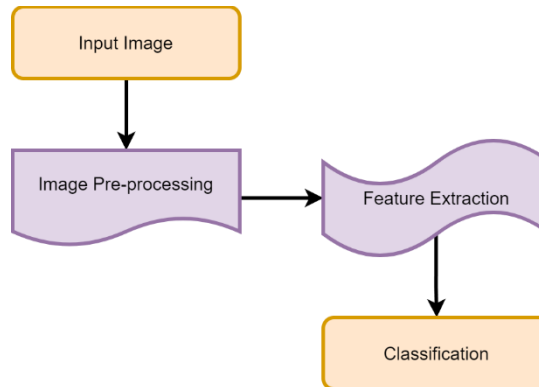 Input Image
Image Pre-processing
Feature Extraction
Classification